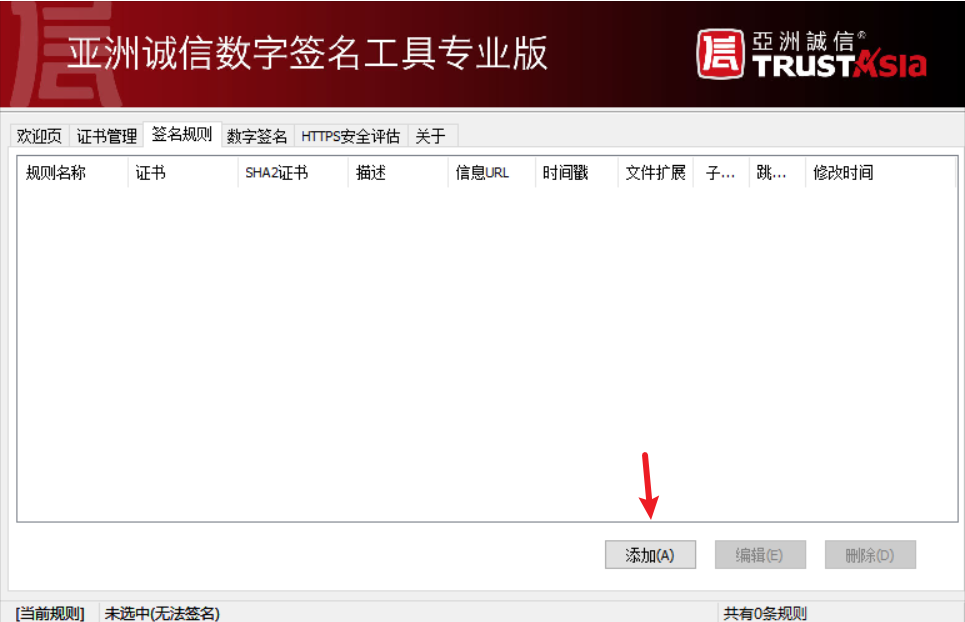 亚洲诚信数字签名工具专业版
信 亞洲誠信®
TRUSTAsia
欢迎页 证书管理 签名规则 数字签名 HTTPS安全评估 关于
规则名称 证书 SHA2证书 描述 信息URL 时间戳 文件扩展 子... 跳... 修改时间
添加(A) 编辑(E) 删除(D)
[当前规则] 未选中(无法签名) 共有0条规则